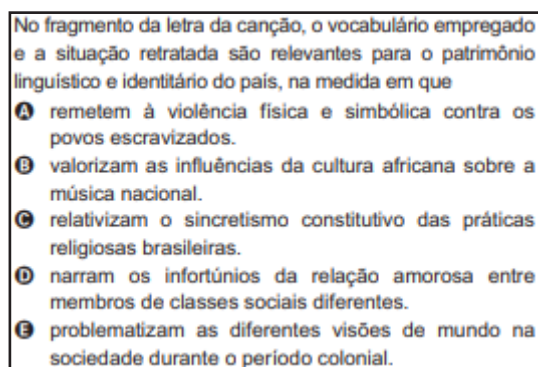 No fragmento da letra da canção, o vocabulário empregado
e a situação retratada são relevantes para o patrimônio
linguístico e identitário do país, na medida em que
A remetem à violência física e simbólica contra os
povos escravizados.
B valorizam as influências da cultura africana sobre a
música nacional.
C relativizam o sincretismo constitutivo das práticas
religiosas brasileiras.
D narram os infortúnios da relação amorosa entre
membros de classes sociais diferentes.
E problematizam as diferentes visões de mundo na
sociedade durante o período colonial.